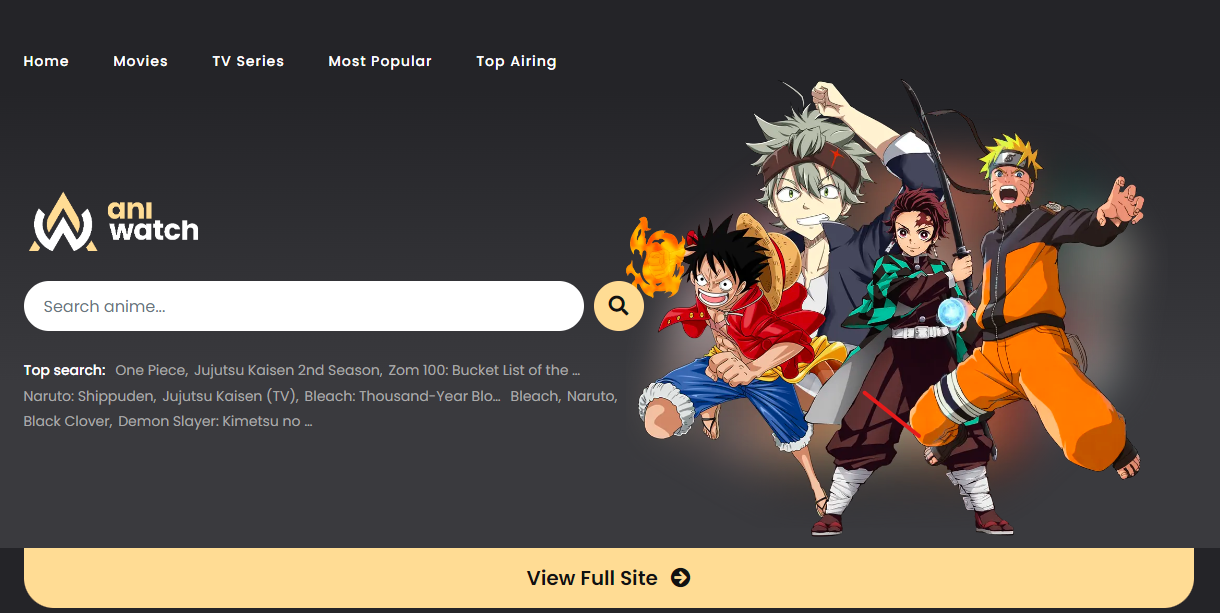 Home Movies TV Series Most Popular Top Airing
ani
watch
Search anime...
Top search: One Piece, Jujutsu Kaisen 2nd Season, Zom 100: Bucket List of the ...
Naruto: Shippuden, Jujutsu Kaisen (TV), Bleach: Thousand-Year Blo... Bleach, Naruto,
Black Clover, Demon Slayer: Kimetsu no ...
View Full Site